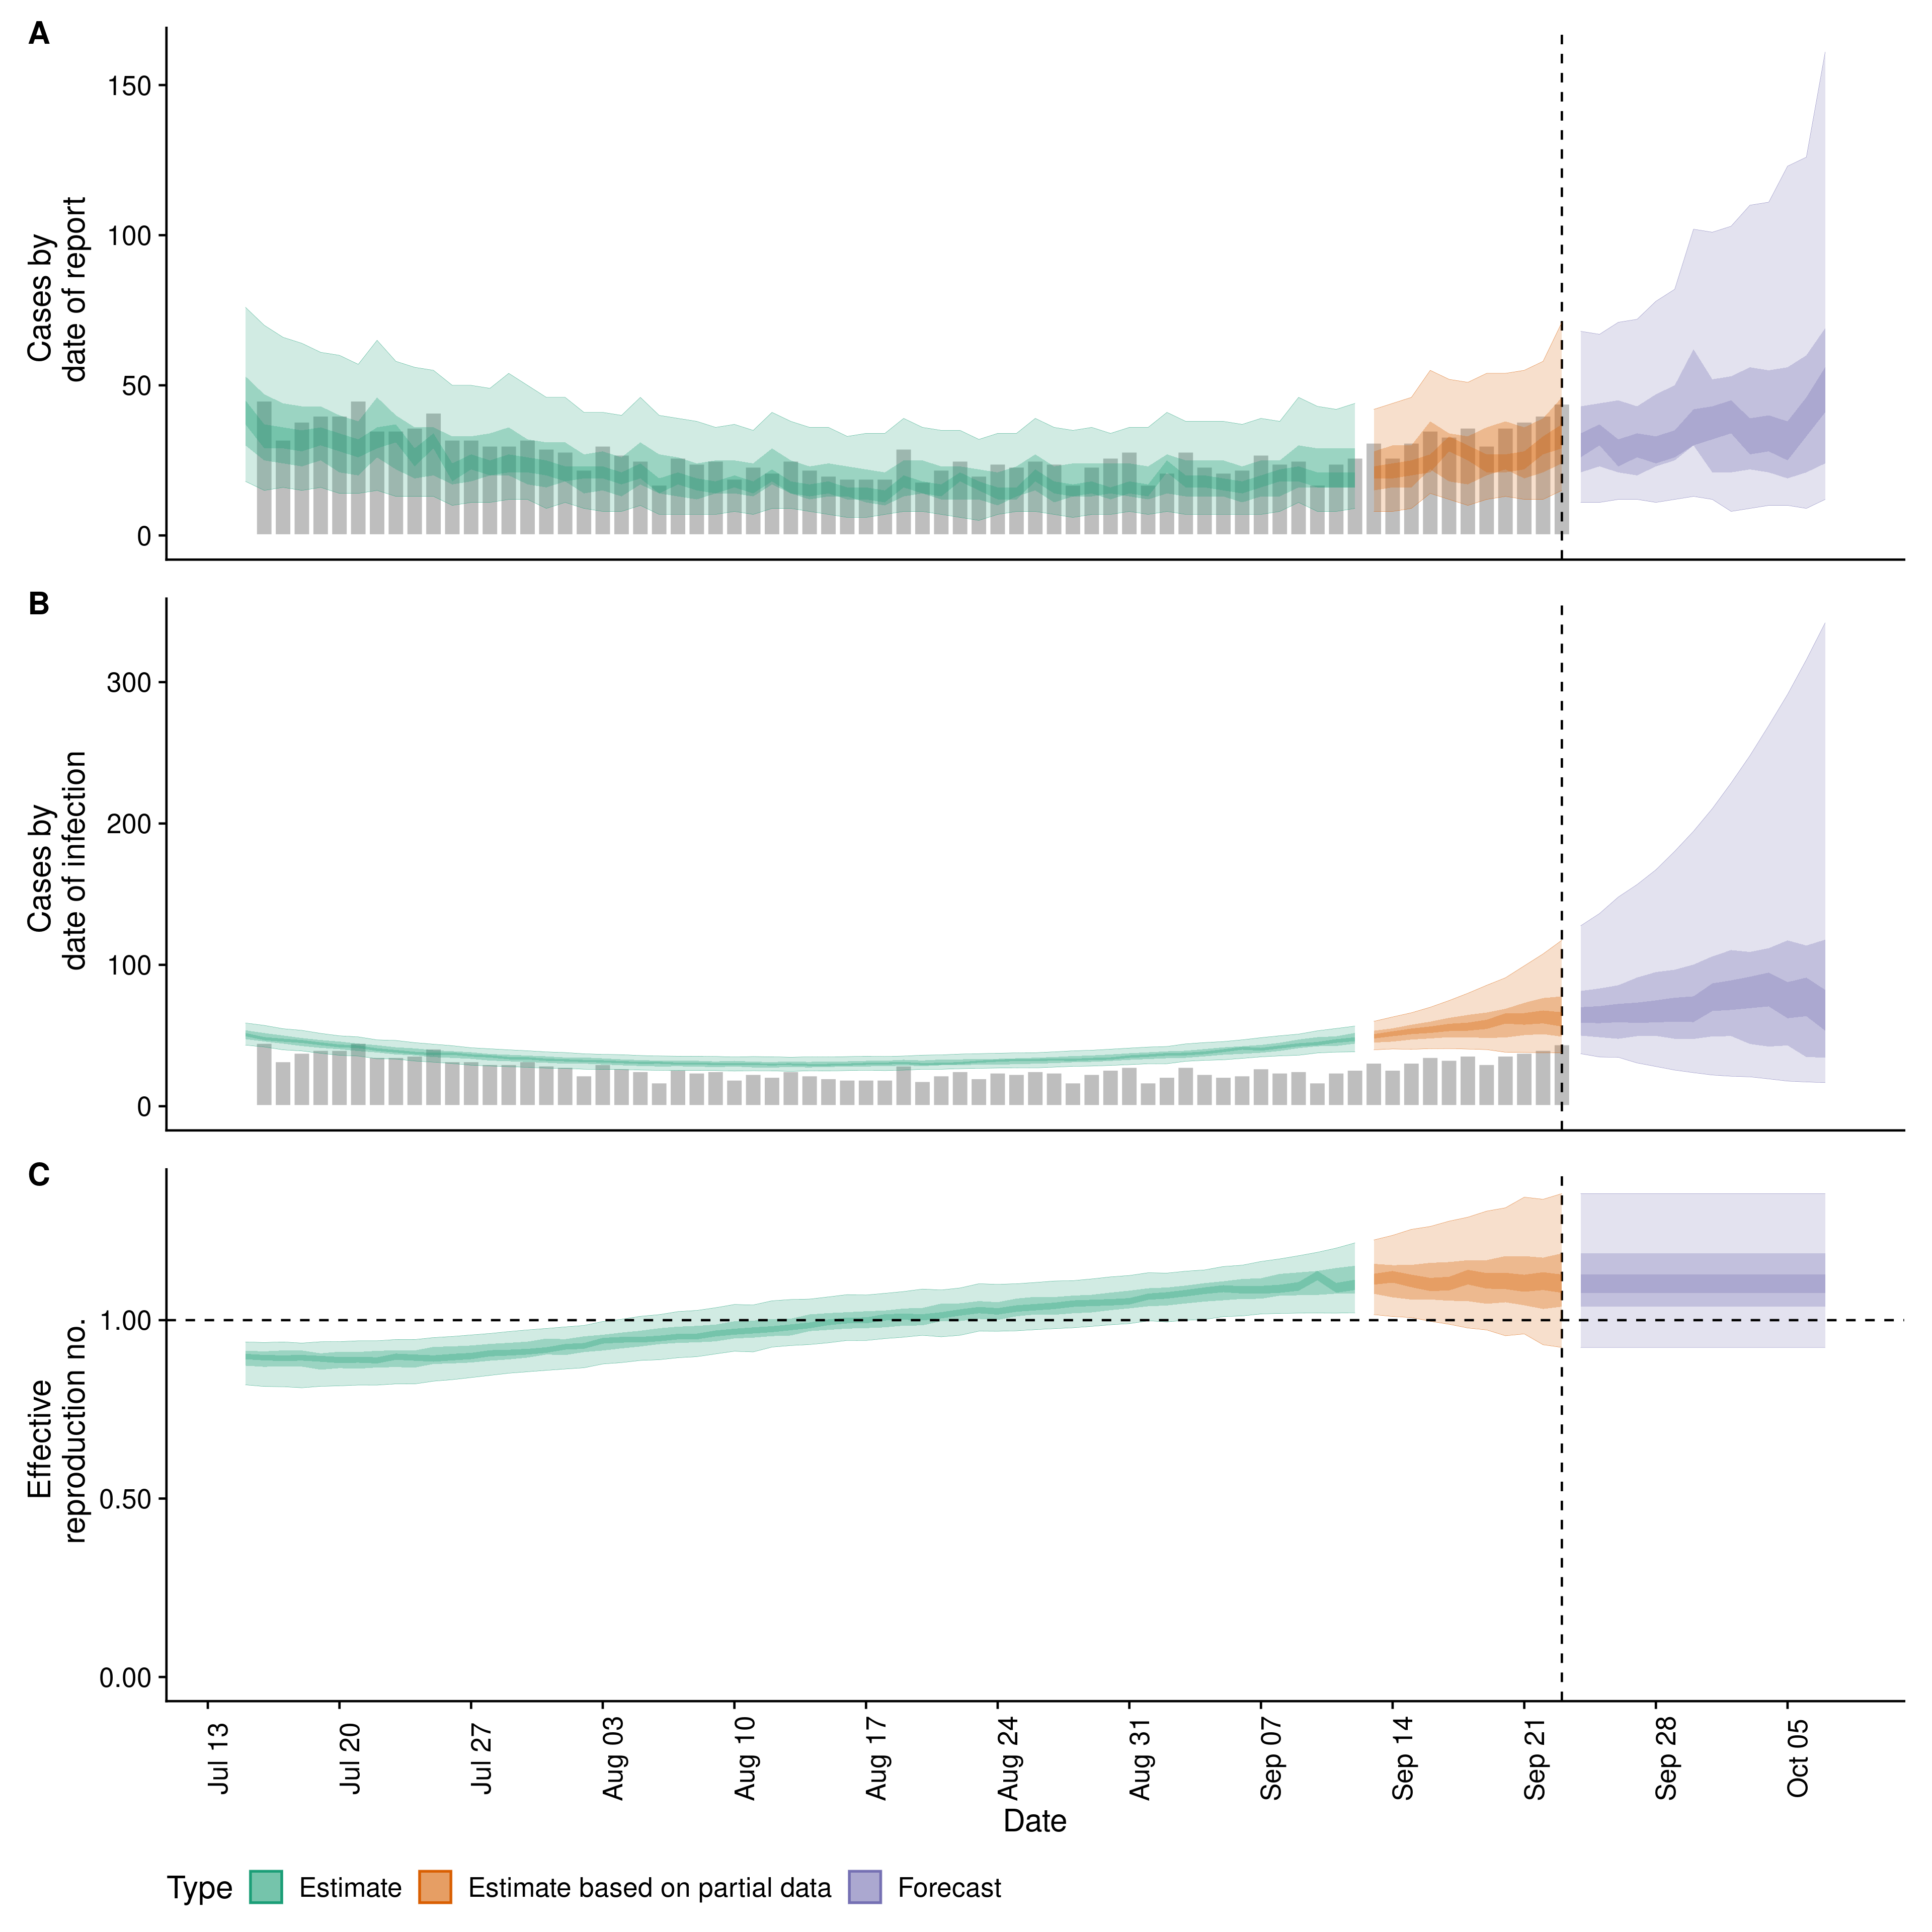 A
Cases by
date of report
150
100
50
0
B
Cases by
date of infection
300
200
100
0
C
Effective
reproduction no.
1.00
0.50
0.00
Jul 13
Jul 20
Jul 27
Aug 03
Aug 10
Aug 17
Aug 24
Aug 31
Sep 07
Sep 14
Sep 21
Sep 28
Oct 05
Date
Type Estimate Estimate based on partial data Forecast